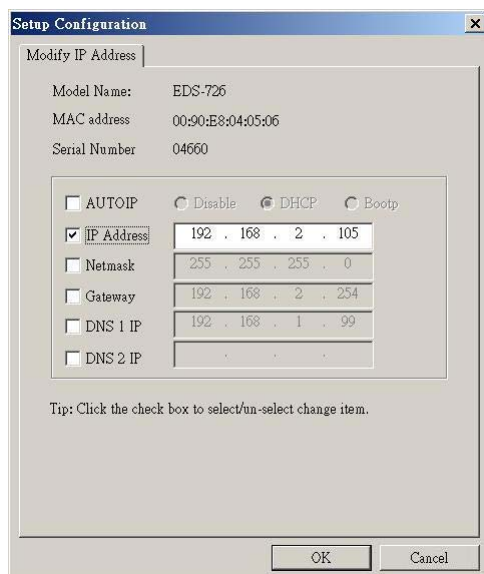 Setup Configuration
Modify IP Address
Model Name: EDS-726
MAC address 00:90:E8:04:05:06
Serial Number 04660
AUTOIP Disable DHCP Bootp
IP Address 192 . 168 . 2 . 105
Netmask 255 . 255 . 255 . 0
Gateway 192 . 168 . 2 . 254
DNS 1 IP 192 . 168 . 1 . 99
DNS 2 IP . . .
Tip: Click the check box to select/un-select change item.
OK Cancel